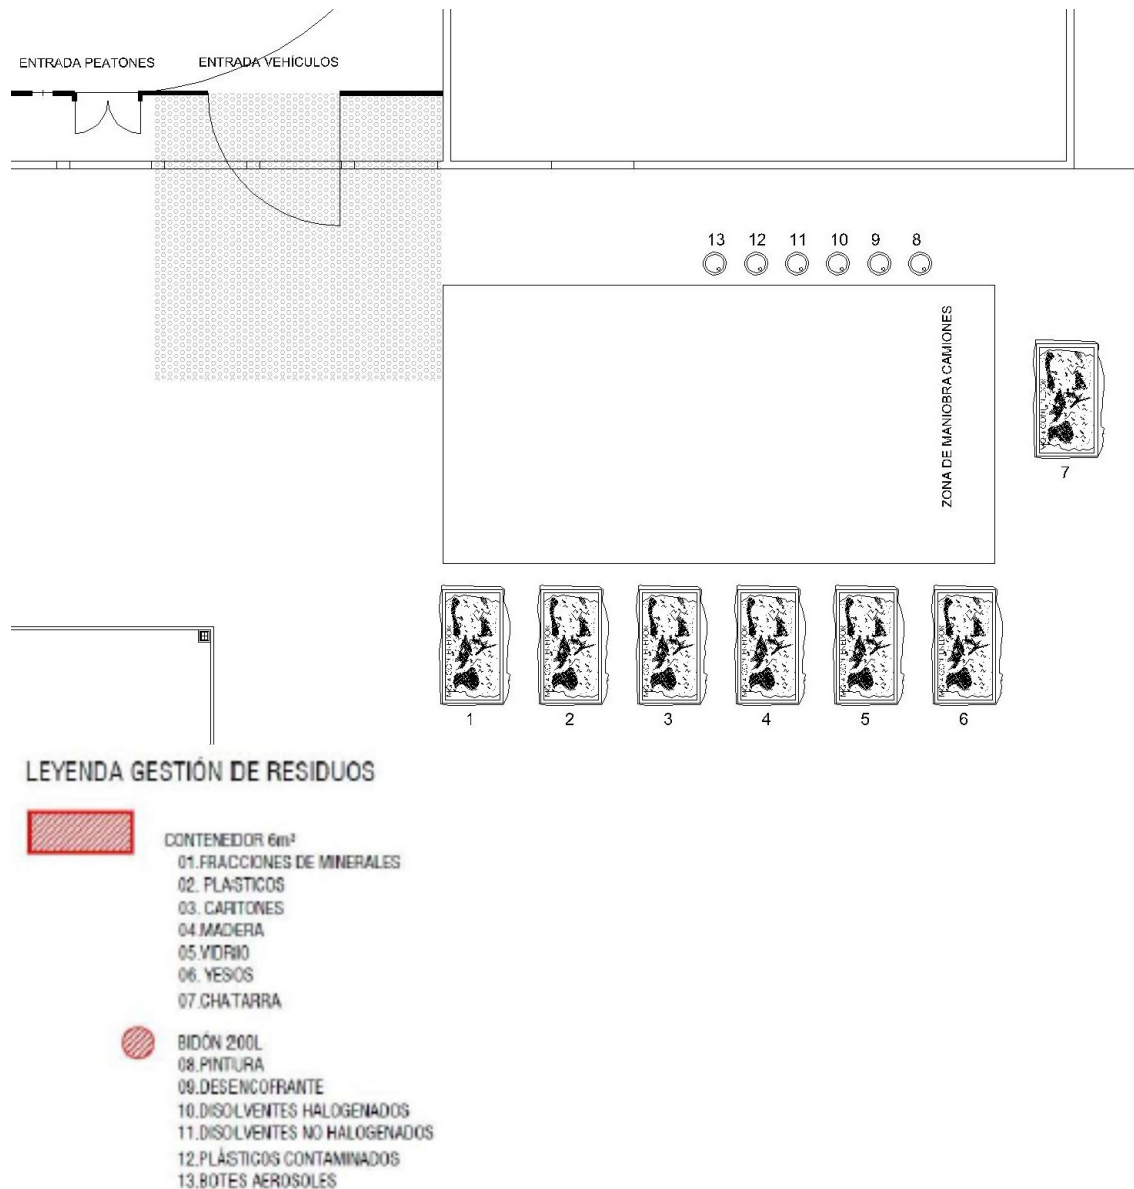 ENTRADA PEATONES
ENTRADA VEHÍCULOS
13 12 11 10 9 8
ZONA DE MANIOBRA CAMIONES
7
1 2 3 4 5 6
LEYENDA GESTIÓN DE RESIDUOS
CONTENEDOR 6m³
01.FRACCIONES DE MINERALES
02. PLASTICOS
03. CARTONES
04.MADERA
05.VIDRIO
06. YESOS
07.CHATARRA
BIDÓN 200L
08.PINTURA
09.DESENCOFRANTE
10.DISOLVENTES HALOGENADOS
11.DISOLVENTES NO HALOGENADOS
12.PLÁSTICOS CONTAMINADOS
13.BOTES AEROSOLES